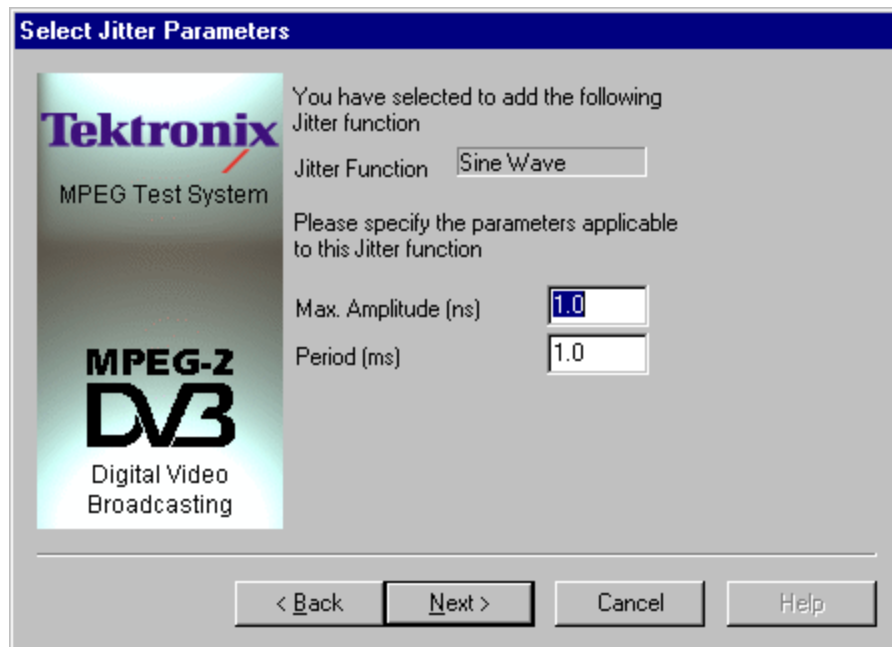 Select Jitter Parameters
Tektronix
MPEG Test System
MPEG-2
DVB
Digital Video
Broadcasting
You have selected to add the following
Jitter function
Jitter Function Sine Wave
Please specify the parameters applicable
to this Jitter function
Max. Amplitude (ns) 1.0
Period (ms) 1.0
< Back Next > Cancel Help